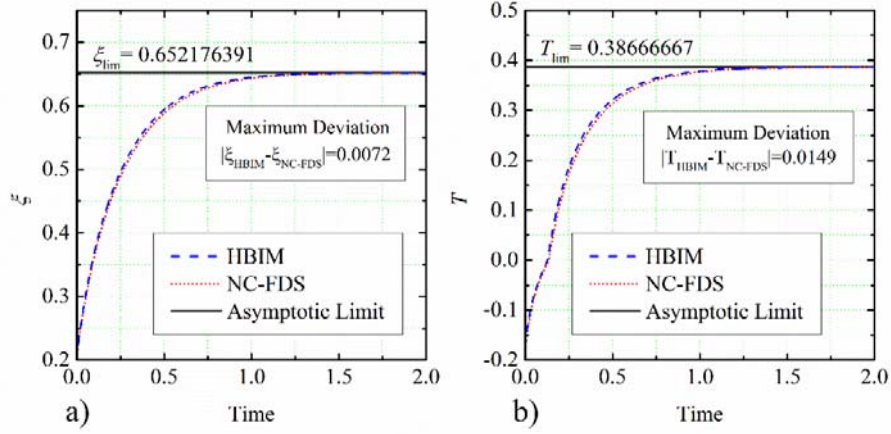 ξlim= 0.652176391
Maximum Deviation
|ξHBIM-ξNC-FDS|=0.0072
HBIM
NC-FDS
Asymptotic Limit
0.7
0.6
0.5
0.4
0.3
0.2
ξ
0.0 0.5 1.0 1.5 2.0
a) Time
Tlim= 0.38666667
Maximum Deviation
|THBIM-TNC-FDS|=0.0149
HBIM
NC-FDS
Asymptotic Limit
0.5
0.4
0.3
0.2
0.1
0.0
-0.1
-0.2
T
0.0 0.5 1.0 1.5 2.0
b) Time